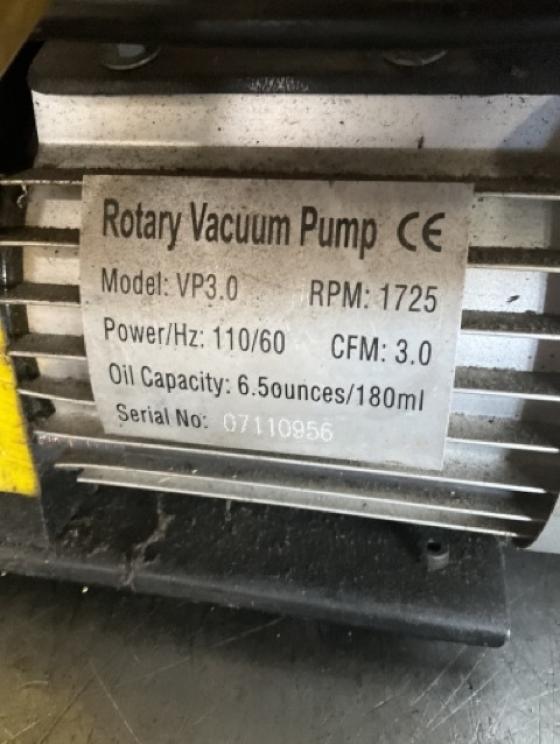 Rotary Vacuum Pump CE
Model: VP3.0 RPM: 1725
Power/Hz: 110/60 CFM: 3.0
Oil Capacity: 6.5ounces/180ml
Serial No: 07110956